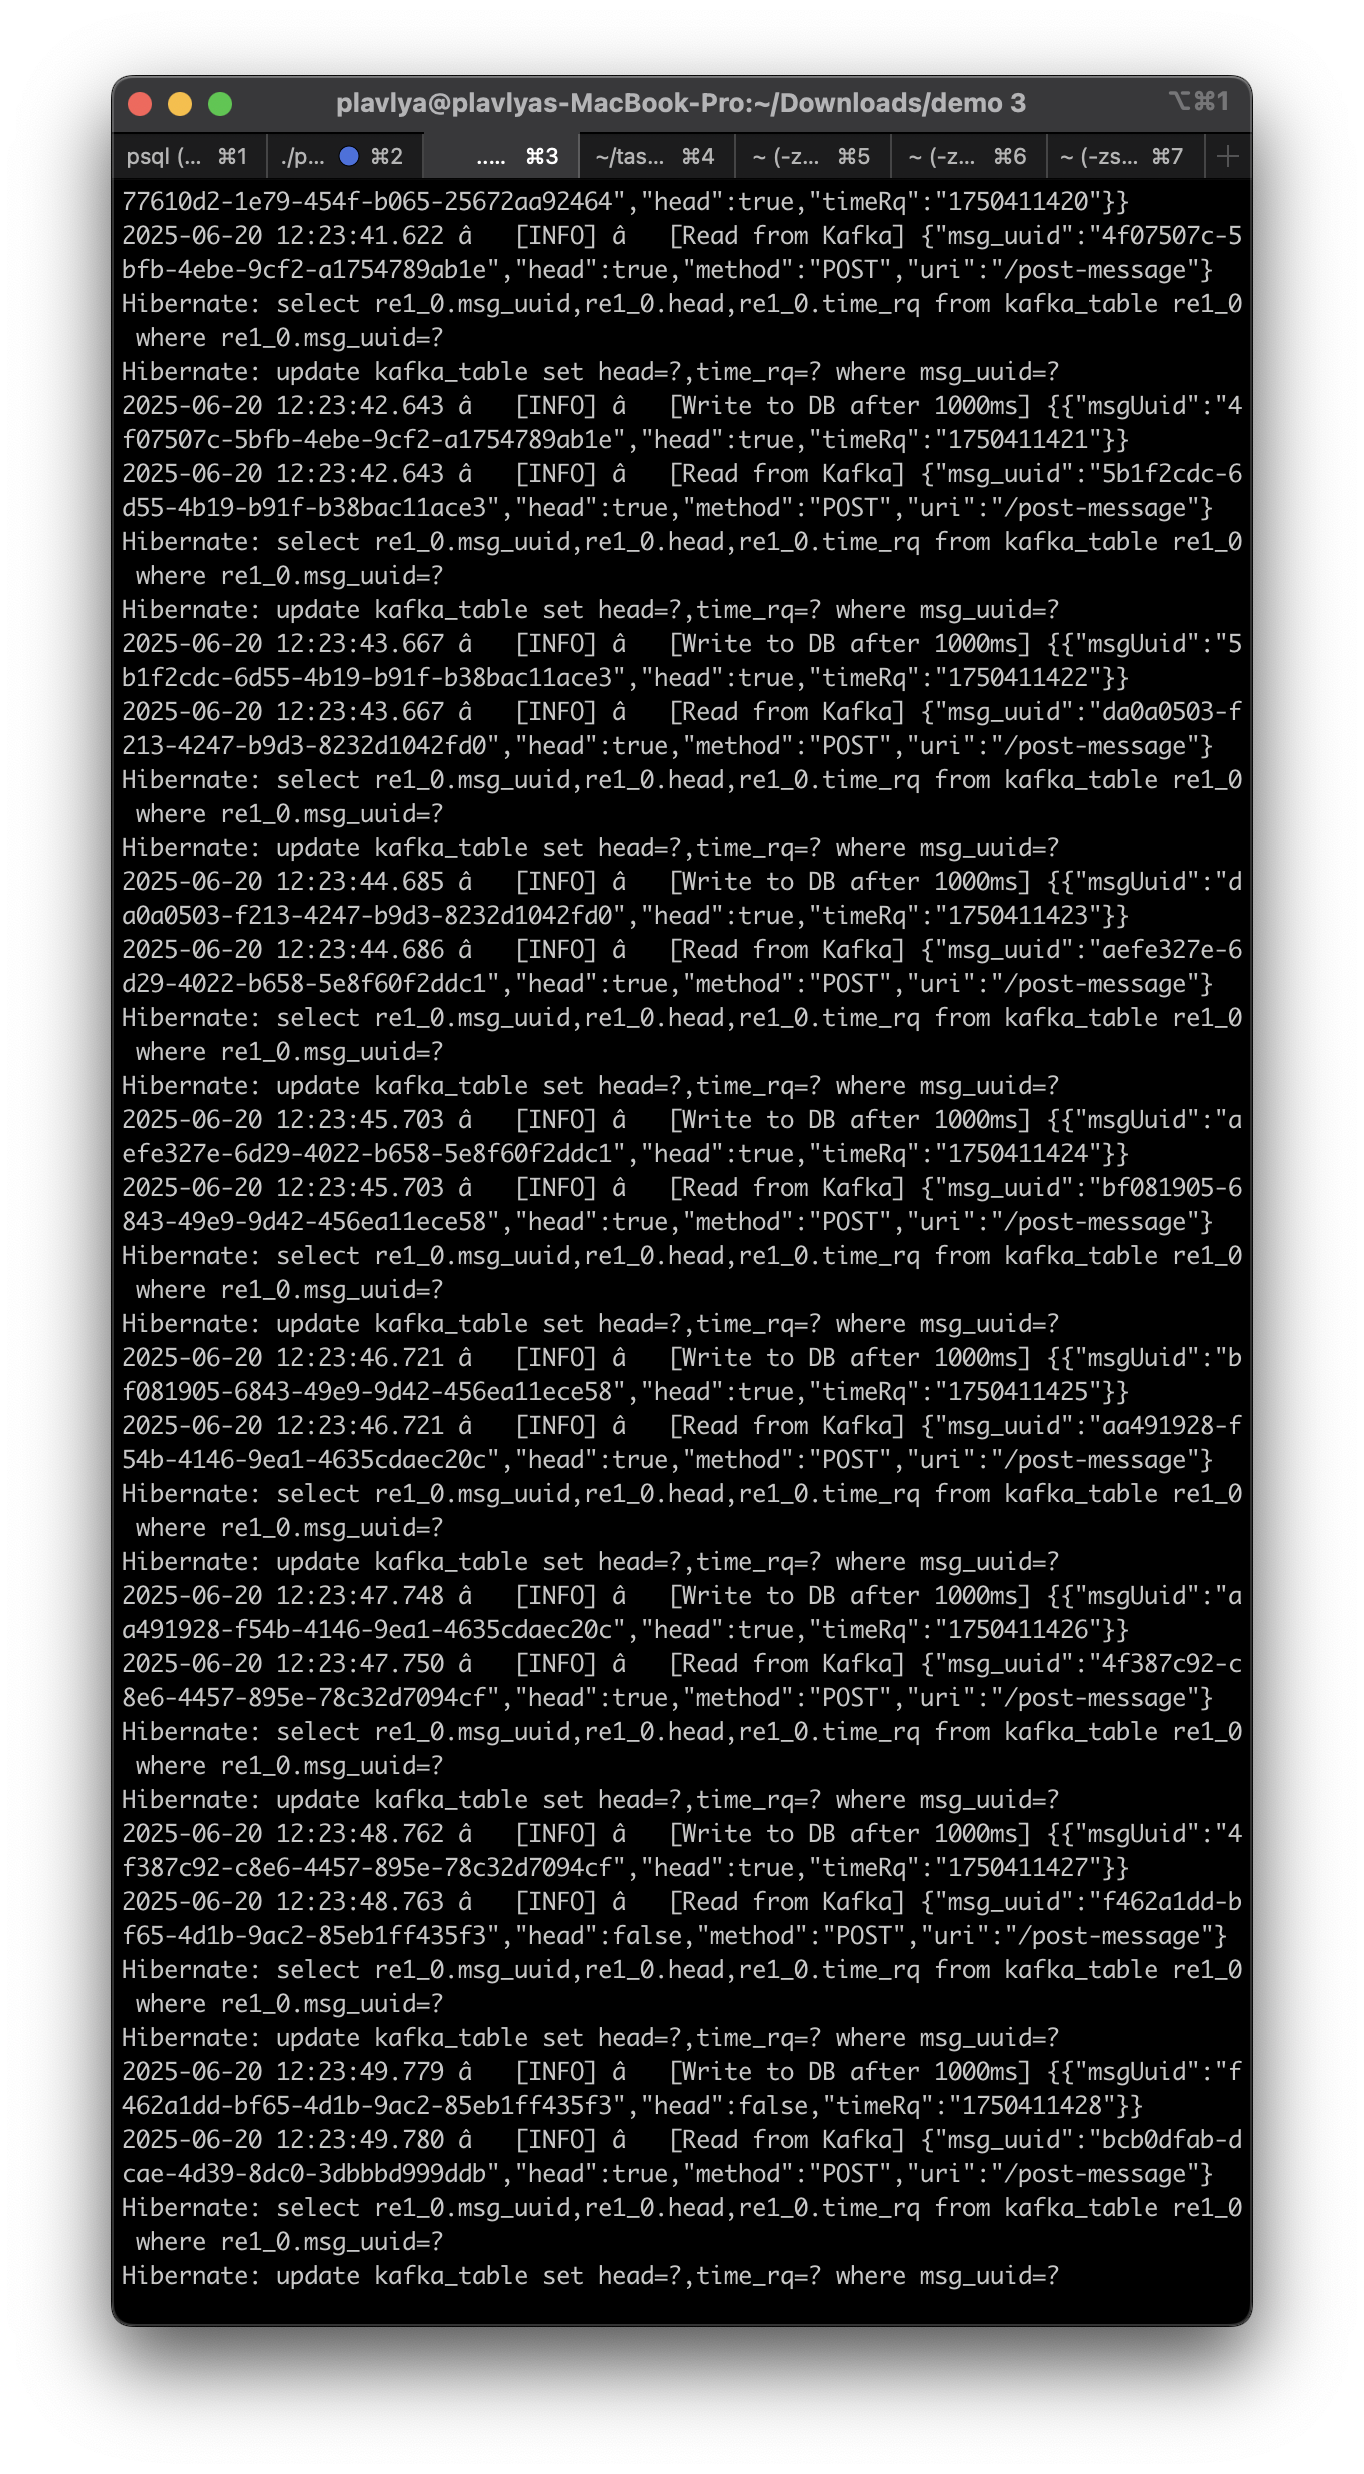 plavlya@plavlyas-MacBook-Pro:~/Downloads/demo 3 ⌥⌘1
psql (... ⌘1 ./p... ⌘2 ..... ⌘3 ~/tas... ⌘4 ~ (-z... ⌘5 ~ (-z... ⌘6 ~ (-zs... ⌘7
77610d2-1e79-454f-b065-25672aa92464","head":true,"timeRq":"1750411420"}}
2025-06-20 12:23:41.622 â   [INFO] â   [Read from Kafka] {"msg_uuid":"4f07507c-5
bfb-4ebe-9cf2-a1754789ab1e","head":true,"method":"POST","uri":"/post-message"}
Hibernate: select re1_0.msg_uuid,re1_0.head,re1_0.time_rq from kafka_table re1_0
 where re1_0.msg_uuid=?
Hibernate: update kafka_table set head=?,time_rq=? where msg_uuid=?
2025-06-20 12:23:42.643 â   [INFO] â   [Write to DB after 1000ms] {{"msgUuid":"4
f07507c-5bfb-4ebe-9cf2-a1754789ab1e","head":true,"timeRq":"1750411421"}}
2025-06-20 12:23:42.643 â   [INFO] â   [Read from Kafka] {"msg_uuid":"5b1f2cdc-6
d55-4b19-b91f-b38bac11ace3","head":true,"method":"POST","uri":"/post-message"}
Hibernate: select re1_0.msg_uuid,re1_0.head,re1_0.time_rq from kafka_table re1_0
 where re1_0.msg_uuid=?
Hibernate: update kafka_table set head=?,time_rq=? where msg_uuid=?
2025-06-20 12:23:43.667 â   [INFO] â   [Write to DB after 1000ms] {{"msgUuid":"5
b1f2cdc-6d55-4b19-b91f-b38bac11ace3","head":true,"timeRq":"1750411422"}}
2025-06-20 12:23:43.667 â   [INFO] â   [Read from Kafka] {"msg_uuid":"da0a0503-f
213-4247-b9d3-8232d1042fd0","head":true,"method":"POST","uri":"/post-message"}
Hibernate: select re1_0.msg_uuid,re1_0.head,re1_0.time_rq from kafka_table re1_0
 where re1_0.msg_uuid=?
Hibernate: update kafka_table set head=?,time_rq=? where msg_uuid=?
2025-06-20 12:23:44.685 â   [INFO] â   [Write to DB after 1000ms] {{"msgUuid":"d
a0a0503-f213-4247-b9d3-8232d1042fd0","head":true,"timeRq":"1750411423"}}
2025-06-20 12:23:44.686 â   [INFO] â   [Read from Kafka] {"msg_uuid":"aefe327e-6
d29-4022-b658-5e8f60f2ddc1","head":true,"method":"POST","uri":"/post-message"}
Hibernate: select re1_0.msg_uuid,re1_0.head,re1_0.time_rq from kafka_table re1_0
 where re1_0.msg_uuid=?
Hibernate: update kafka_table set head=?,time_rq=? where msg_uuid=?
2025-06-20 12:23:45.703 â   [INFO] â   [Write to DB after 1000ms] {{"msgUuid":"a
efe327e-6d29-4022-b658-5e8f60f2ddc1","head":true,"timeRq":"1750411424"}}
2025-06-20 12:23:45.703 â   [INFO] â   [Read from Kafka] {"msg_uuid":"bf081905-6
843-49e9-9d42-456ea11ece58","head":true,"method":"POST","uri":"/post-message"}
Hibernate: select re1_0.msg_uuid,re1_0.head,re1_0.time_rq from kafka_table re1_0
 where re1_0.msg_uuid=?
Hibernate: update kafka_table set head=?,time_rq=? where msg_uuid=?
2025-06-20 12:23:46.721 â   [INFO] â   [Write to DB after 1000ms] {{"msgUuid":"b
f081905-6843-49e9-9d42-456ea11ece58","head":true,"timeRq":"1750411425"}}
2025-06-20 12:23:46.721 â   [INFO] â   [Read from Kafka] {"msg_uuid":"aa491928-f
54b-4146-9ea1-4635cdaec20c","head":true,"method":"POST","uri":"/post-message"}
Hibernate: select re1_0.msg_uuid,re1_0.head,re1_0.time_rq from kafka_table re1_0
 where re1_0.msg_uuid=?
Hibernate: update kafka_table set head=?,time_rq=? where msg_uuid=?
2025-06-20 12:23:47.748 â   [INFO] â   [Write to DB after 1000ms] {{"msgUuid":"a
a491928-f54b-4146-9ea1-4635cdaec20c","head":true,"timeRq":"1750411426"}}
2025-06-20 12:23:47.750 â   [INFO] â   [Read from Kafka] {"msg_uuid":"4f387c92-c
8e6-4457-895e-78c32d7094cf","head":true,"method":"POST","uri":"/post-message"}
Hibernate: select re1_0.msg_uuid,re1_0.head,re1_0.time_rq from kafka_table re1_0
 where re1_0.msg_uuid=?
Hibernate: update kafka_table set head=?,time_rq=? where msg_uuid=?
2025-06-20 12:23:48.762 â   [INFO] â   [Write to DB after 1000ms] {{"msgUuid":"4
f387c92-c8e6-4457-895e-78c32d7094cf","head":true,"timeRq":"1750411427"}}
2025-06-20 12:23:48.763 â   [INFO] â   [Read from Kafka] {"msg_uuid":"f462a1dd-b
f65-4d1b-9ac2-85eb1ff435f3","head":false,"method":"POST","uri":"/post-message"}
Hibernate: select re1_0.msg_uuid,re1_0.head,re1_0.time_rq from kafka_table re1_0
 where re1_0.msg_uuid=?
Hibernate: update kafka_table set head=?,time_rq=? where msg_uuid=?
2025-06-20 12:23:49.779 â   [INFO] â   [Write to DB after 1000ms] {{"msgUuid":"f
462a1dd-bf65-4d1b-9ac2-85eb1ff435f3","head":false,"timeRq":"1750411428"}}
2025-06-20 12:23:49.780 â   [INFO] â   [Read from Kafka] {"msg_uuid":"bcb0dfab-d
cae-4d39-8dc0-3dbbbd999ddb","head":true,"method":"POST","uri":"/post-message"}
Hibernate: select re1_0.msg_uuid,re1_0.head,re1_0.time_rq from kafka_table re1_0
 where re1_0.msg_uuid=?
Hibernate: update kafka_table set head=?,time_rq=? where msg_uuid=?